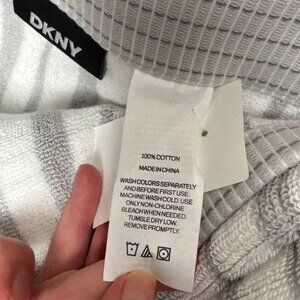 DKNY
100% COTTON
MADE IN CHINA
WASH COLORS SEPARATELY
AND BEFORE FIRST USE.
MACHINE WASH COLD. USE
ONLY NON-CHLORINE
BLEACH WHEN NEEDED.
TUMBLE DRY LOW.
REMOVE PROMPTLY.